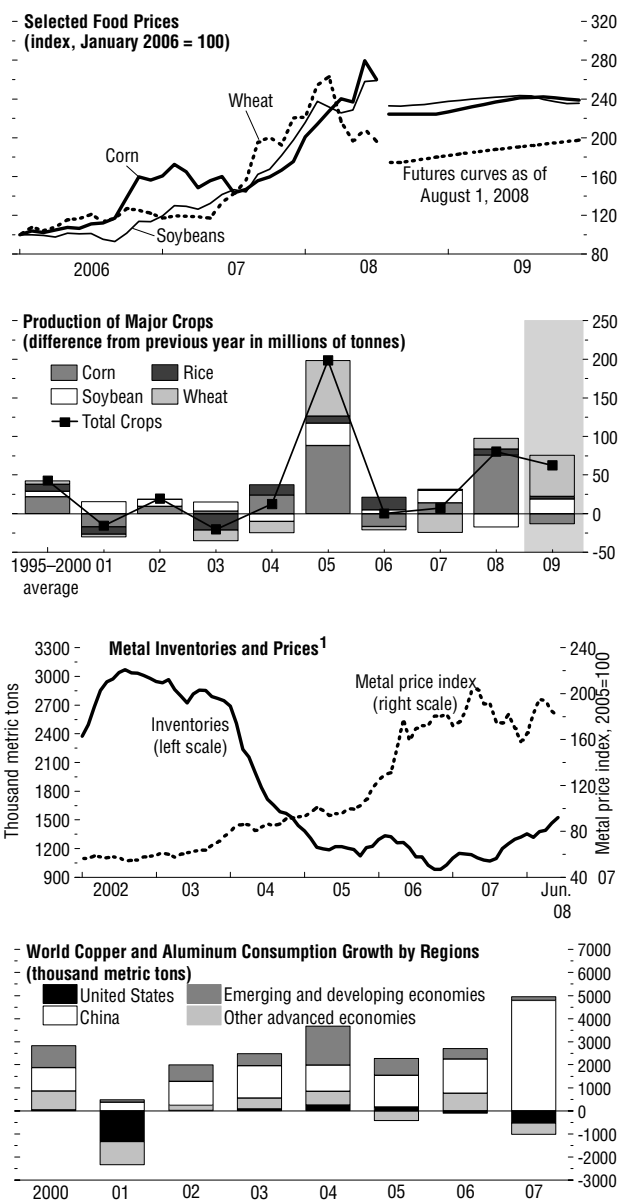 Selected Food Prices
(index, January 2006 = 100)
320
280
240
200
160
120
80
Wheat
Corn
Soybeans
Futures curves as of
August 1, 2008
2006 07 08 09
Production of Major Crops
(difference from previous year in millions of tonnes)
Corn Rice
Soybean Wheat
Total Crops
250
200
150
100
50
0
-50
1995–2000 01 02 03 04 05 06 07 08 09
average
Metal Inventories and Prices1
3300
3000
2700
2400
2100
1800
1500
1200
900
Thousand metric tons
Metal price index
(right scale)
Inventories
(left scale)
240
200
160
120
80
40 07
Metal price index, 2005=100
2002 03 04 05 06 07 Jun.
08
World Copper and Aluminum Consumption Growth by Regions
(thousand metric tons)
United States Emerging and developing economies
China Other advanced economies
7000
6000
5000
4000
3000
2000
1000
0
-1000
-2000
-3000
2000 01 02 03 04 05 06 07